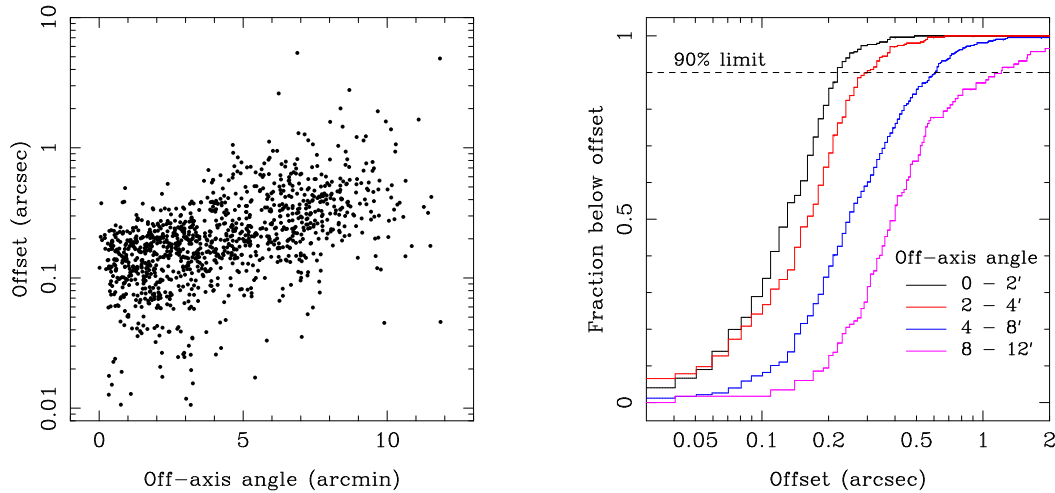 10
1
0.1
0.01
Offset (arcsec)
0
5
10
Off-axis angle (arcmin)
1
0.5
0
Fraction below offset
90% limit
Off-axis angle
0 - 2'
2 - 4'
4 - 8'
8 - 12'
0.05
0.1
0.2
0.5
1
2
Offset (arcsec)